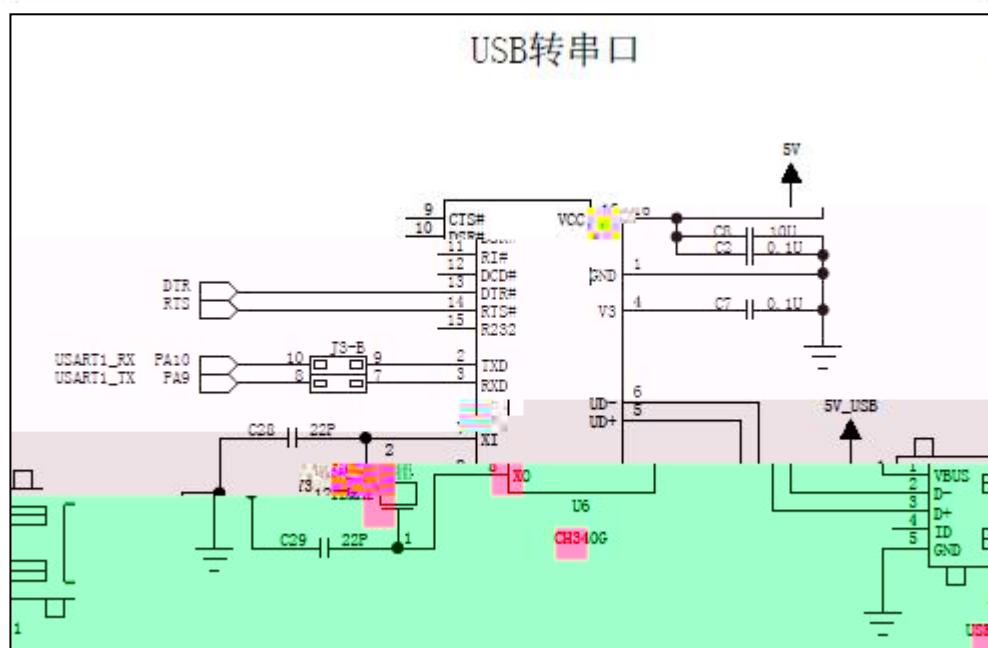 USB转串口
5V
9 CTS# VCC
10
11 C8 10U
RI# C2 0.1U
12 DCD# GND 1
DTR 13 DTR#
RTS 14 RTS# V3 4 C7 0.1U
15 R232
J3-B
USART1_RX PA10 10 9 2 TXD
USART1_TX PA9 8 7 3 RXD
UD- 6
UD+ 5
5V_USB
C28 22P XI
2
XO
1 VBUS
2 D-
3 D+
4 ID
5 GND
U6
CH340G
C29 22P 1
1